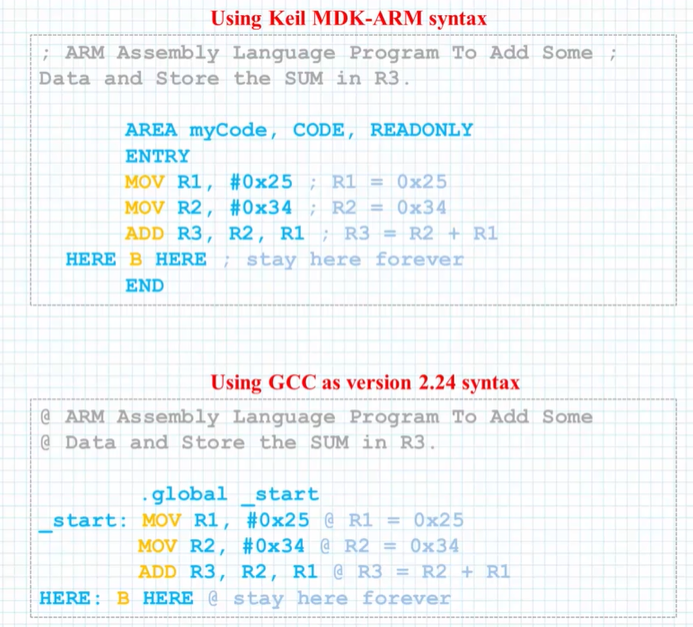 Using Keil MDK-ARM syntax
; ARM Assembly Language Program To Add Some ;
Data and Store the SUM in R3.
AREA myCode, CODE, READONLY
ENTRY
MOV R1, #0x25 ; R1 = 0x25
MOV R2, #0x34 ; R2 = 0x34
ADD R3, R2, R1 ; R3 = R2 + R1
HERE B HERE ; stay here forever
END
Using GCC as version 2.24 syntax
@ ARM Assembly Language Program To Add Some
@ Data and Store the SUM in R3.
.global _start
_start: MOV R1, #0x25 @ R1 = 0x25
MOV R2, #0x34 @ R2 = 0x34
ADD R3, R2, R1 @ R3 = R2 + R1
HERE: B HERE @ stay here forever